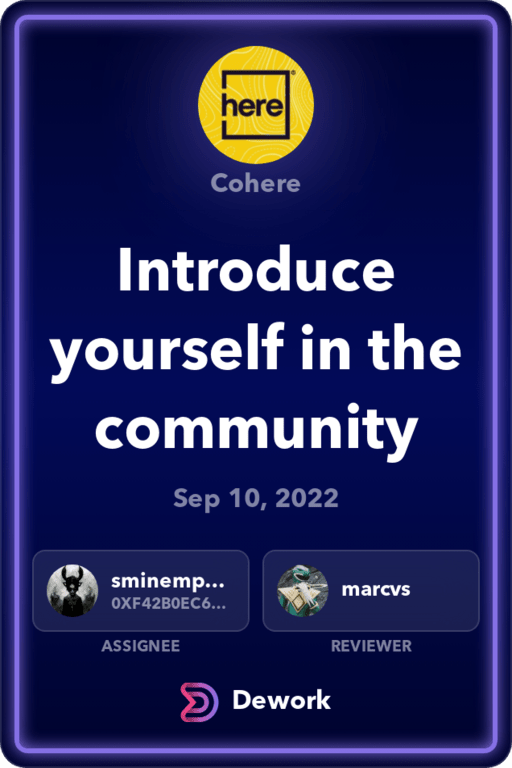 here
Cohere
Introduce
yourself in the
community
Sep 10, 2022
sminemp...
0XF42B0EC6...
ASSIGNEE
marcvs
REVIEWER
Dework